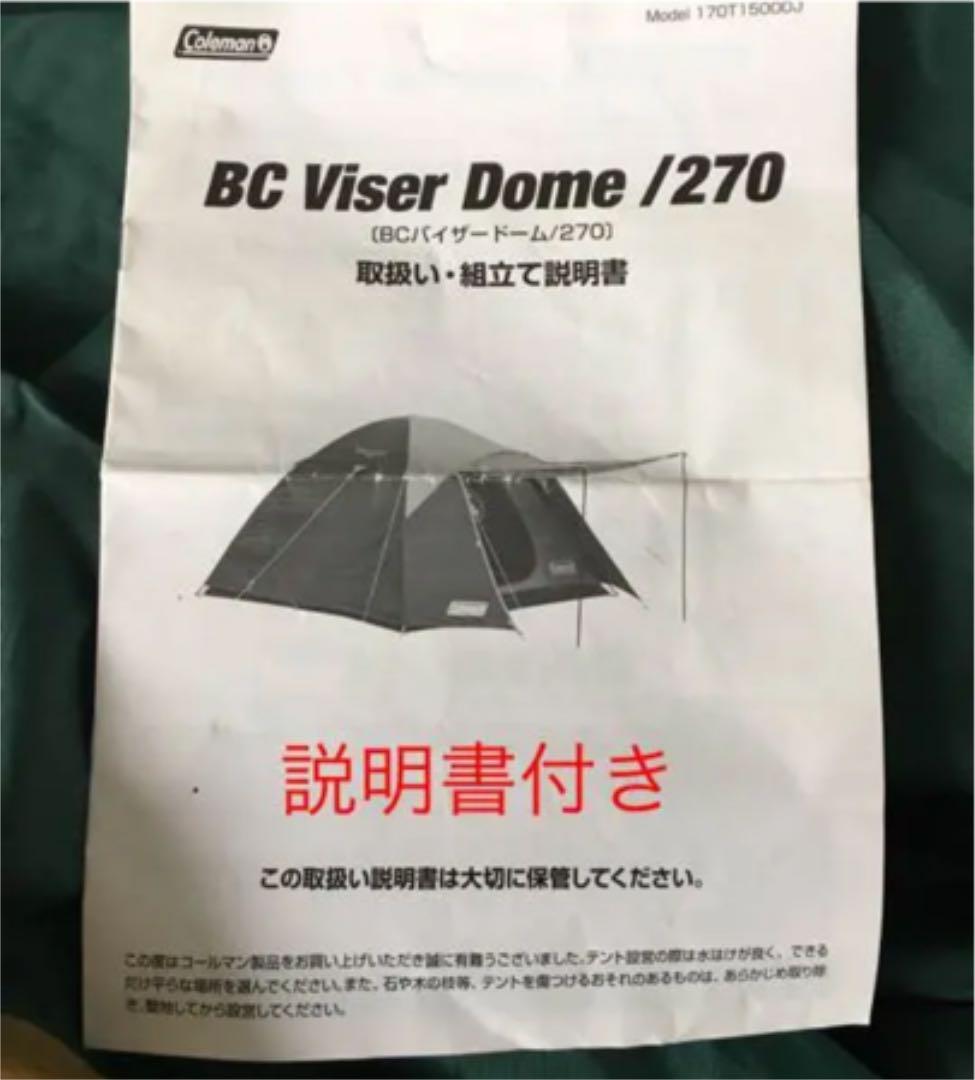 Model 170T15000J
Coleman
BC Viser Dome /270
(BCバイザードーム/270)
取扱い・組立て説明書
説明書付き
この取扱い説明書は大切に保管してください。
この度はコールマン製品をお買い上げいただき誠に有難うございました。テント設営の際は水はけが良く、できる
だけ平らな場所を選んでください。また、石や木の枝等、テントを傷つけるおそれのあるものは、あらかじめ取り除
き、整地してから設営してください。